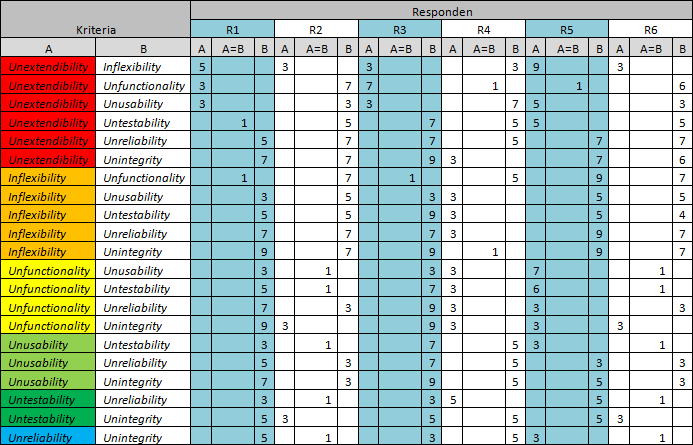 Responden
Kriteria R1 R2 R3 R4 R5 R6
A B A A=B B A A=B B A A=B B A A=B B A A=B B A A=B B
Unextendibility Inflexibility 5 3 3 3 9 3
Unextendibility Unfunctionality 3 7 7 1 1 6
Unextendibility Unusability 3 3 3 7 5 3
Unextendibility Untestability 1 5 7 5 5 5
Unextendibility Unreliability 5 7 7 5 7 7
Unextendibility Unintegrity 7 7 9 3 7 6
Inflexibility Unfunctionality 1 7 1 5 9 7
Inflexibility Unusability 3 5 3 3 5 5
Inflexibility Untestability 5 5 9 3 5 4
Inflexibility Unreliability 7 7 7 3 9 7
Inflexibility Unintegrity 9 7 9 1 9 7
Unfunctionality Unusability 3 1 3 3 7 1
Unfunctionality Untestability 5 1 7 3 6 1
Unfunctionality Unreliability 7 3 9 3 3 3
Unfunctionality Unintegrity 9 3 9 3 3 3
Unusability Untestability 3 1 7 5 3 1
Unusability Unreliability 5 3 7 5 3 3
Unusability Unintegrity 7 3 9 5 5 3
Untestability Unreliability 3 1 3 5 5 1
Untestability Unintegrity 5 3 5 5 5 3
Unreliability Unintegrity 5 1 3 5 3 1